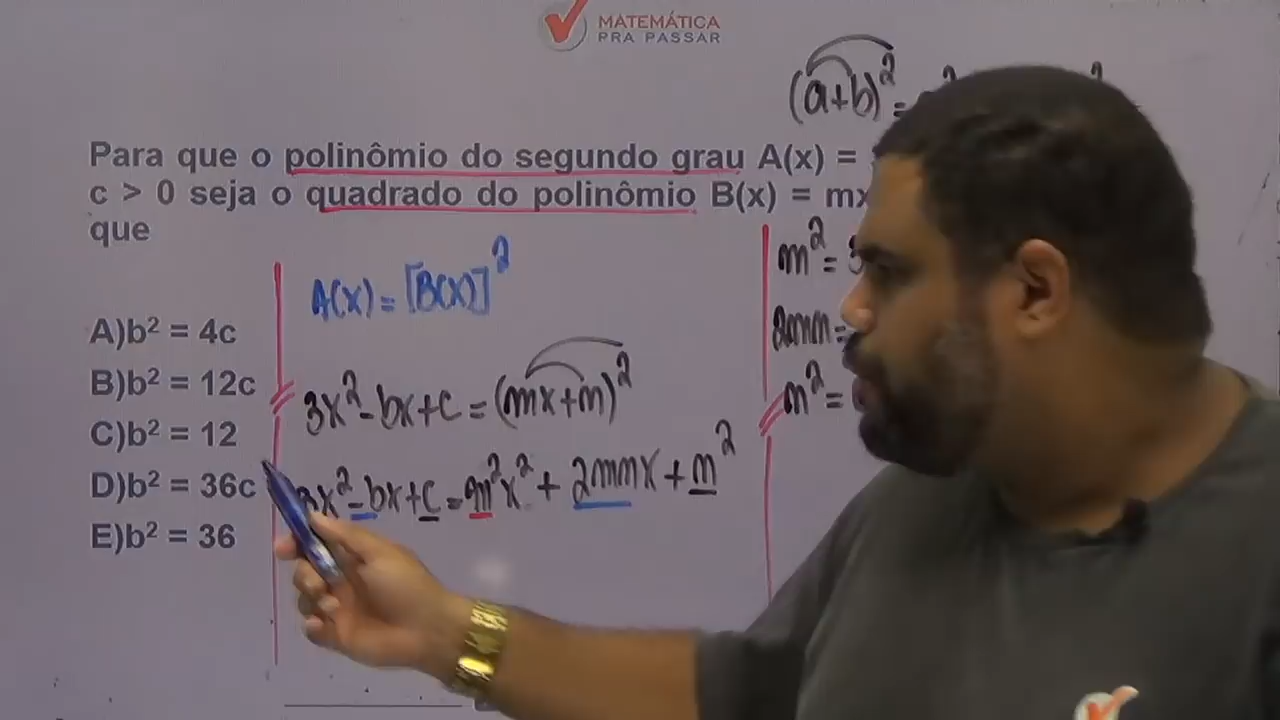 MATEMÁTICA
PRA PASSAR
(a+b)² =
Para que o polinômio do segundo grau A(x) =
c > 0 seja o quadrado do polinômio B(x) = mx
que
A(x) = [B(x)]²
A)b² = 4c
B)b² = 12c
C)b² = 12
D)b² = 36c
E)b² = 36
3x² - bx + c = (mx + n)²
3x² - bx + c = m²x² + 2mnx + n²
m² = 3
2mn =
n² =